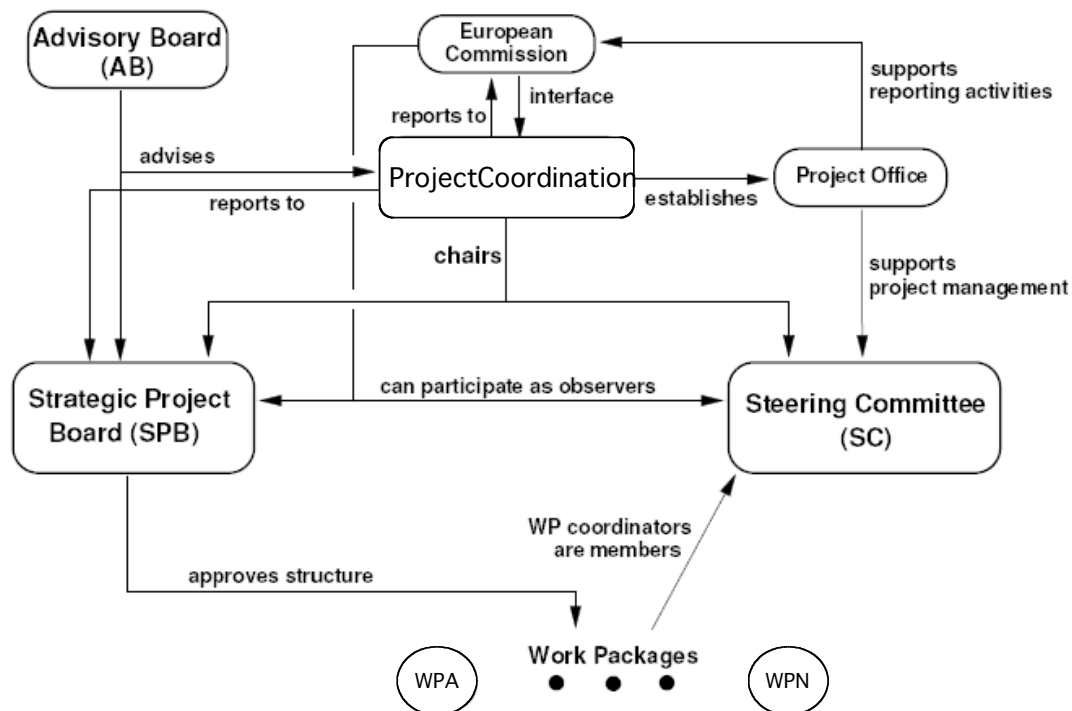 Advisory Board
(AB)
European
Commission
supports
reporting activities
reports to
interface
advises
ProjectCoordination
Project Office
reports to
establishes
chairs
supports
project management
Strategic Project
Board (SPB)
can participate as observers
Steering Committee
(SC)
WP coordinators
are members
approves structure
Work Packages
WPA
WPN